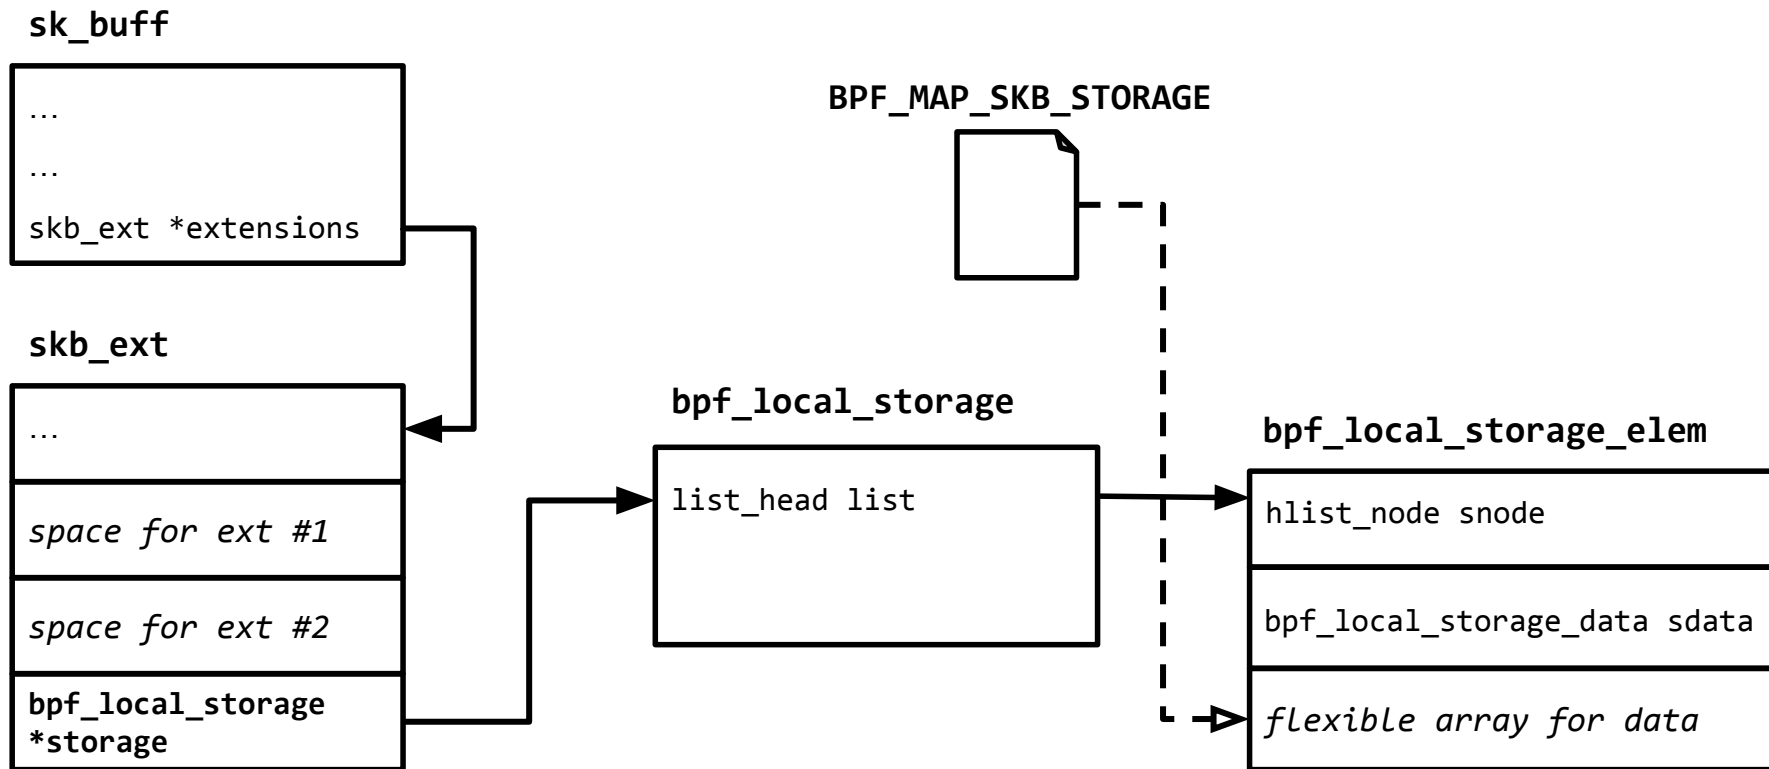 sk_buff
...
...
skb_ext *extensions
skb_ext
...
space for ext #1
space for ext #2
bpf_local_storage
*storage
bpf_local_storage
list_head list
BPF_MAP_SKB_STORAGE
bpf_local_storage_elem
hlist_node snode
bpf_local_storage_data sdata
flexible array for data